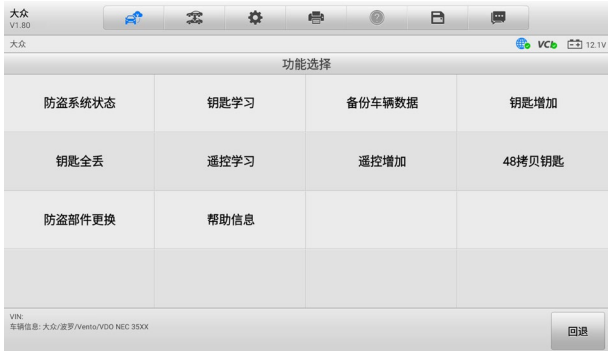 大众
V1.80
大众
VCI 12.1V
功能选择
防盗系统状态 钥匙学习 备份车辆数据 钥匙增加
钥匙全丢 遥控学习 遥控增加 48拷贝钥匙
防盗部件更换 帮助信息
VIN:
车辆信息: 大众/波罗/Vento/VDO NEC 35XX
回退